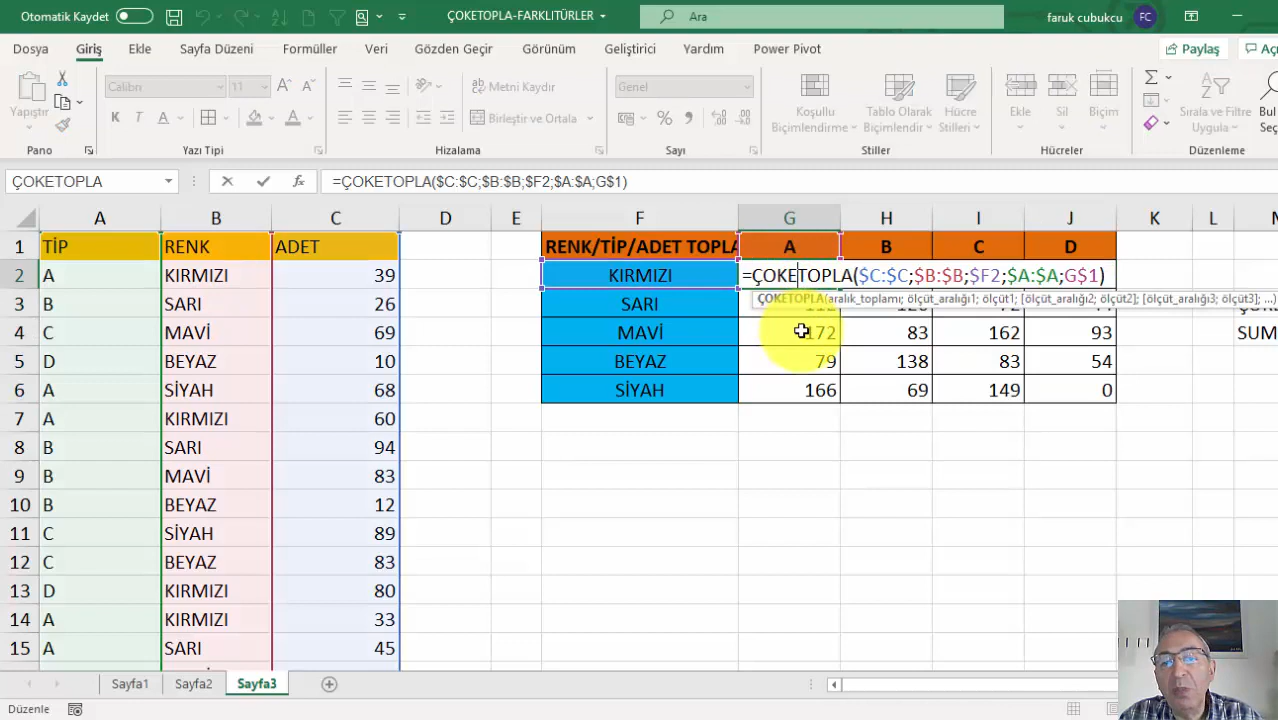 Otomatik Kaydet
ÇOKETOPLA-FARKLITÜRLER
Ara
faruk cubukcu
FC
Dosya
Giriş
Ekle
Sayfa Düzeni
Formüller
Veri
Gözden Geçir
Görünüm
Geliştirici
Yardım
Power Pivot
Paylaş
Yapıştır
Calibri
11
K T A
Metni Kaydır
Birleştir ve Ortala
Genel
Koşullu Biçimlendirme
Tablo Olarak Biçimlendir
Hücre Stilleri
Ekle
Sil
Biçim
Sırala ve Filtre Uygula
Pano
Yazı Tipi
Hizalama
Sayı
Stiller
Hücreler
Düzenleme
ÇOKETOPLA
fx
=ÇOKETOPLA($C:$C;$B:$B;$F2;$A:$A;G$1)
A B C D E F G H I J K L
1 TİP RENK ADET RENK/TİP/ADET TOPLA A B C D
2 A KIRMIZI 39 KIRMIZI =ÇOKETOPLA($C:$C;$B:$B;$F2;$A:$A;G$1)
ÇOKETOPLA(aralık_toplamı; ölçüt_aralığı1; ölçüt1; [ölçüt_aralığı2; ölçüt2]; [ölçüt_aralığı3; ölçüt3]; ...)
3 B SARI 26 SARI
4 C MAVİ 69 MAVİ 172 83 162 93 SUM
5 D BEYAZ 10 BEYAZ 79 138 83 54
6 A SİYAH 68 SİYAH 166 69 149 0
7 A KIRMIZI 60
8 B SARI 94
9 B MAVİ 83
10 B BEYAZ 12
11 C SİYAH 89
12 C BEYAZ 83
13 D KIRMIZI 80
14 A KIRMIZI 33
15 A SARI 45
Sayfa1
Sayfa2
Sayfa3
Düzenle